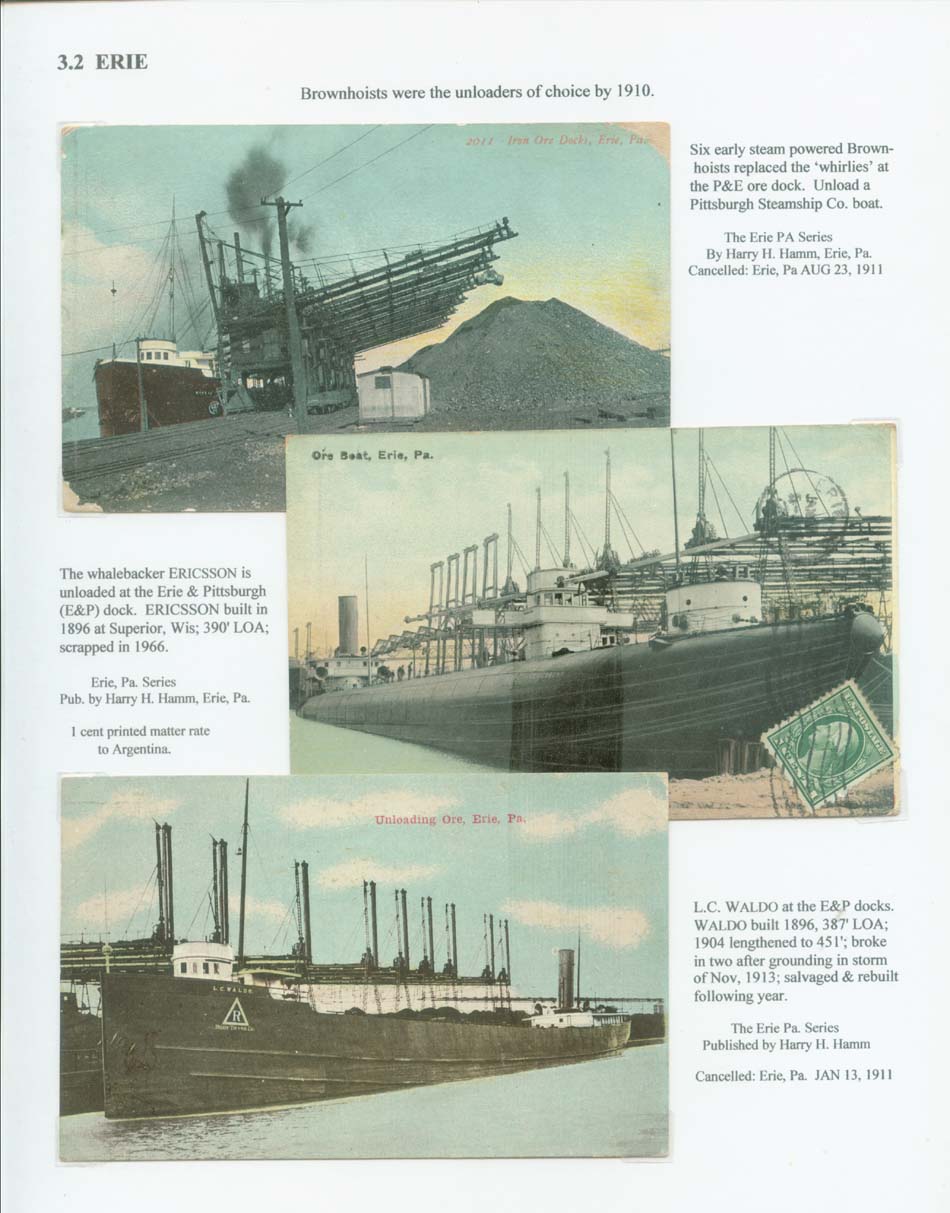 3.2 ERIE
Brownhoists were the unloaders of choice by 1910.
2011 - Iron Ore Docks, Erie, Pa.
Six early steam powered Brown-
hoists replaced the ‘whirlies’ at
the P&E ore dock. Unload a
Pittsburgh Steamship Co. boat.
The Erie PA Series
By Harry H. Hamm, Erie, Pa.
Cancelled: Erie, Pa AUG 23, 1911
Ore Boat, Erie, Pa.
The whalebacker ERICSSON is
unloaded at the Erie & Pittsburgh
(E&P) dock. ERICSSON built in
1896 at Superior, Wis; 390' LOA;
scrapped in 1966.
Erie, Pa. Series
Pub. by Harry H. Hamm, Erie, Pa.
1 cent printed matter rate
to Argentina.
U.S. POSTAGE
Unloading Ore, Erie, Pa.
L.C. WALDO
R
L.C. WALDO at the E&P docks.
WALDO built 1896, 387' LOA;
1904 lengthened to 451'; broke
in two after grounding in storm
of Nov, 1913; salvaged & rebuilt
following year.
The Erie Pa. Series
Published by Harry H. Hamm
Cancelled: Erie, Pa. JAN 13, 1911